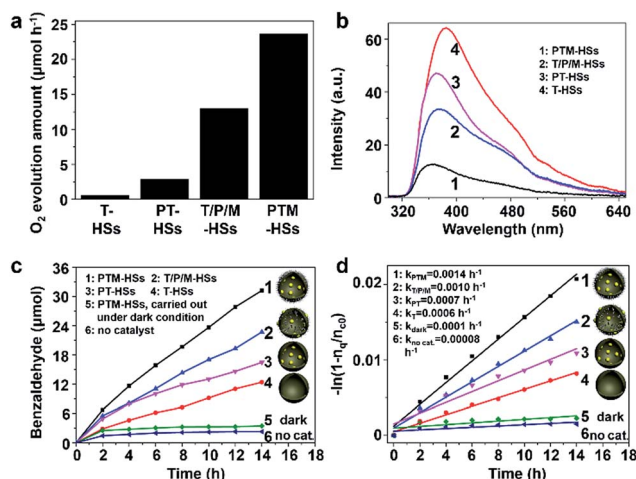 a
O₂ evolution amount (μmol h⁻¹)
25
20
15
10
5
0
T-
HSs
PT-
HSs
T/P/M
-HSs
PTM
-HSs
b
Intensity (a.u.)
60
40
20
0
4
3
2
1
1: PTM-HSs
2: T/P/M-HSs
3: PT-HSs
4: T-HSs
320 400 480 560 640
Wavelength (nm)
c
Benzaldehyde (μmol)
36
30
24
18
12
6
0
1: PTM-HSs 2: T/P/M-HSs
3: PT-HSs 4: T-HSs
5: PTM-HSs, carried out
under dark condition
6: no catalyst
1
2
3
4
5 dark
6 no cat.
0 2 4 6 8 10 12 14 16 18
Time (h)
d
-ln(1-nq/nc0)
0.02
0.01
0.00
1: kPTM=0.0014 h⁻¹
2: kT/P/M=0.0010 h⁻¹
3: kPT=0.0007 h⁻¹
4: kT=0.0006 h⁻¹
5: kdark=0.0001 h⁻¹
6: kno cat.=0.00008
h⁻¹
1
2
3
4
5 dark
6 no cat.
0 2 4 6 8 10 12 14 16 18
Time (h)